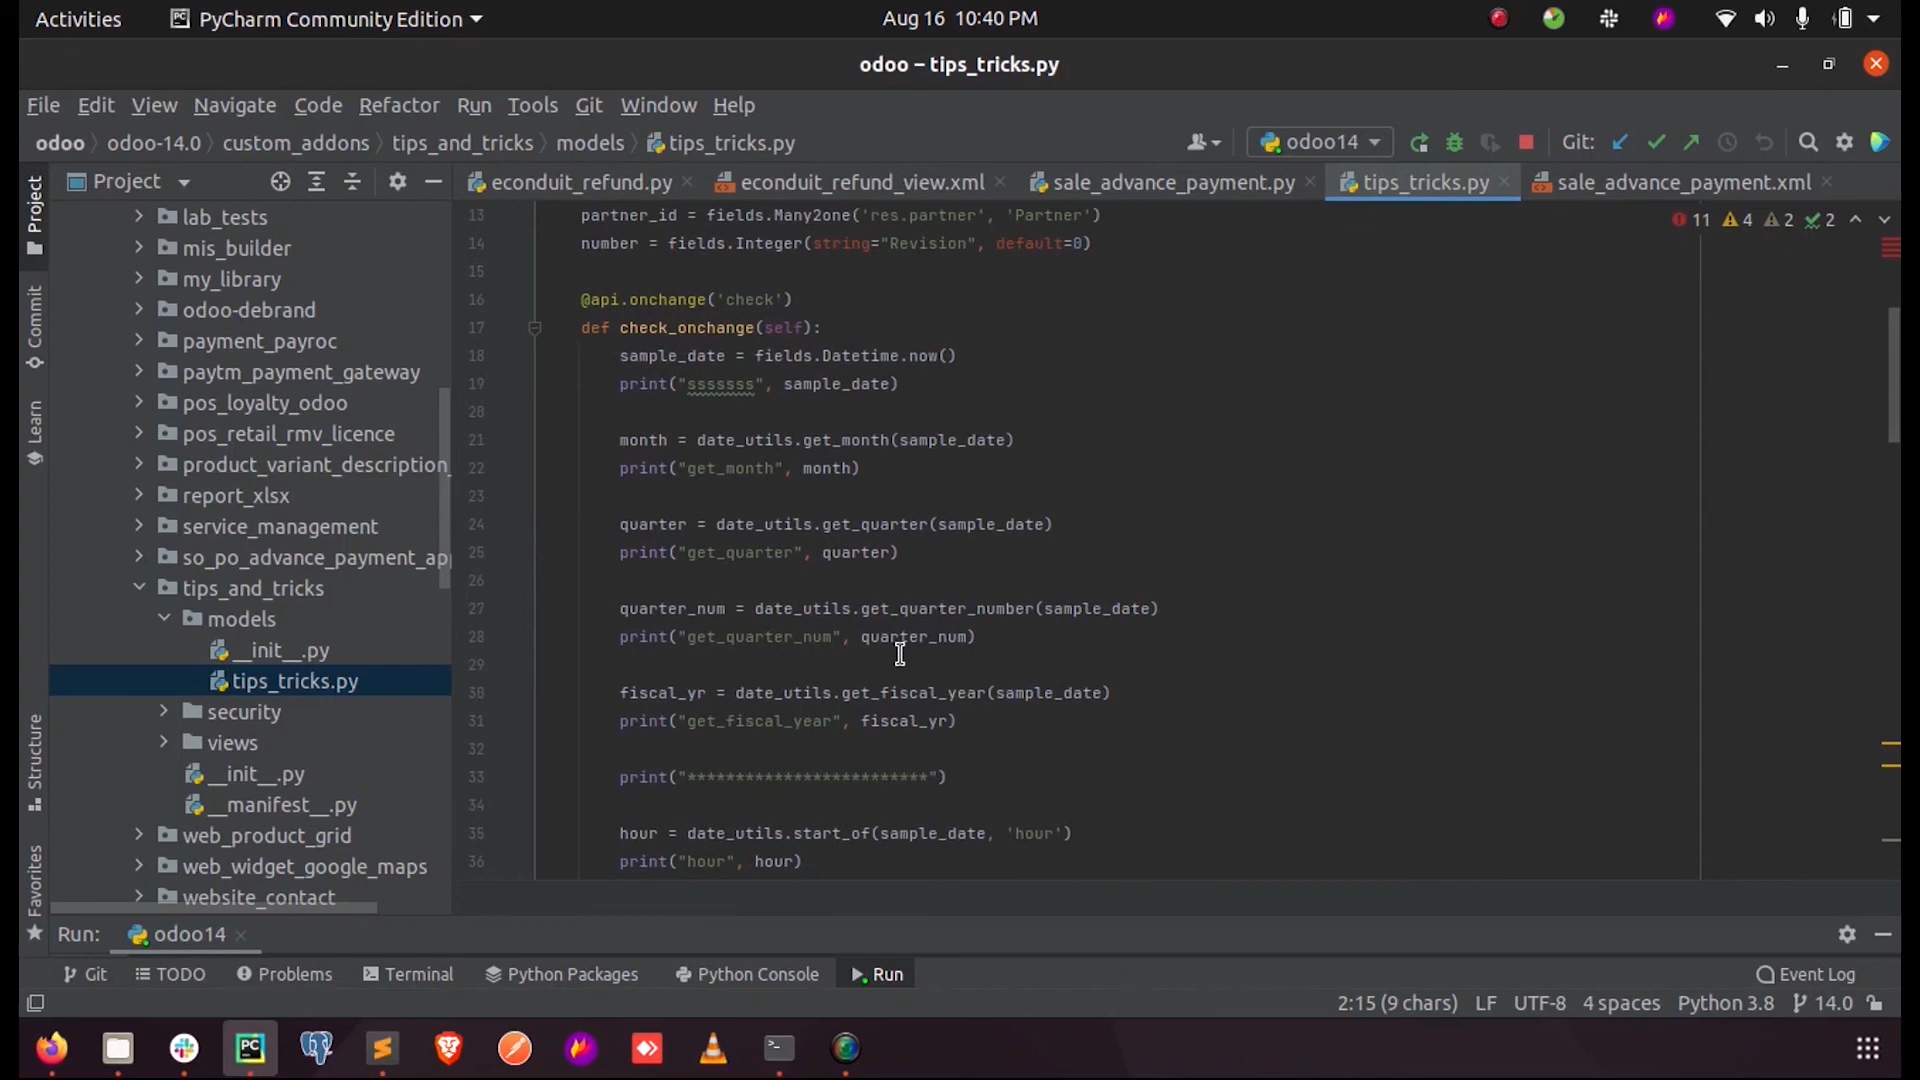 Activities
PyCharm Community Edition
Aug 16 10:40 PM
odoo – tips_tricks.py
File Edit View Navigate Code Refactor Run Tools Git Window Help
odoo odoo-14.0 custom_addons tips_and_tricks models tips_tricks.py
odoo14
Git:
Project
econduit_refund.py
econduit_refund_view.xml
sale_advance_payment.py
tips_tricks.py
sale_advance_payment.xml
11 4 2 2
Project
Commit
Learn
Structure
Favorites
lab_tests
mis_builder
my_library
odoo-debrand
payment_payroc
paytm_payment_gateway
pos_loyalty_odoo
pos_retail_rmv_licence
product_variant_description_
report_xlsx
service_management
so_po_advance_payment_ap
tips_and_tricks
models
__init__.py
tips_tricks.py
security
views
__init__.py
__manifest__.py
web_product_grid
web_widget_google_maps
website_contact
13 partner_id = fields.Many2one('res.partner', 'Partner')
14 number = fields.Integer(string="Revision", default=0)
15
16 @api.onchange('check')
17 def check_onchange(self):
18 sample_date = fields.Datetime.now()
19 print("sssssss", sample_date)
20
21 month = date_utils.get_month(sample_date)
22 print("get_month", month)
23
24 quarter = date_utils.get_quarter(sample_date)
25 print("get_quarter", quarter)
26
27 quarter_num = date_utils.get_quarter_number(sample_date)
28 print("get_quarter_num", quarter_num)
29
30 fiscal_yr = date_utils.get_fiscal_year(sample_date)
31 print("get_fiscal_year", fiscal_yr)
32
33 print("*************************")
34
35 hour = date_utils.start_of(sample_date, 'hour')
36 print("hour", hour)
Run: odoo14
Git TODO Problems Terminal Python Packages Python Console Run Event Log
2:15 (9 chars) LF UTF-8 4 spaces Python 3.8 14.0